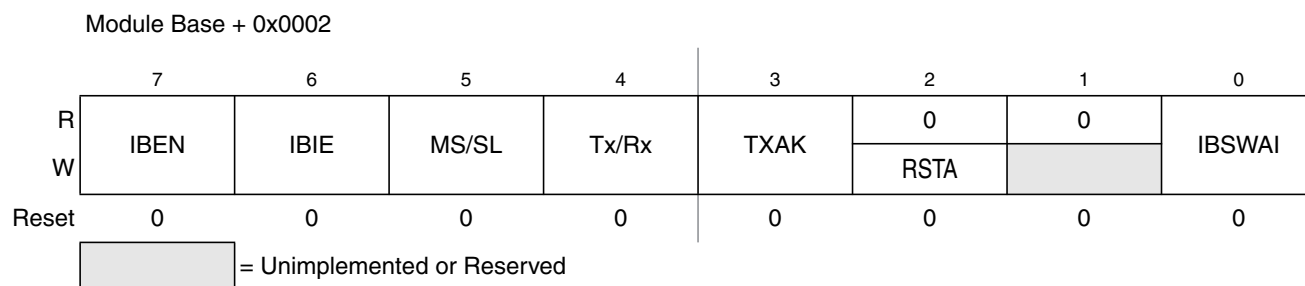 Module Base + 0x0002
7 6 5 4 3 2 1 0
R IBEN IBIE MS/SL Tx/Rx TXAK 0 0 IBSWAI
W RSTA
Reset 0 0 0 0 0 0 0 0
= Unimplemented or Reserved